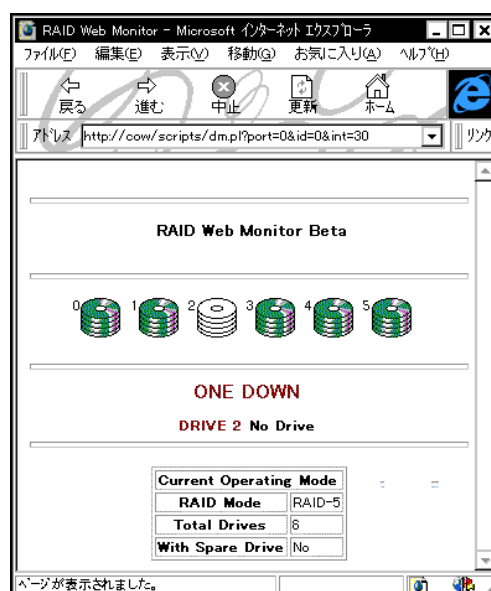 RAID Web Monitor - Microsoft インターネット エクスプローラ
ファイル(F) 編集(E) 表示(V) 移動(G) お気に入り(A) ヘルプ(H)
戻る 進む 中止 更新 ホーム
アドレス http://cow/scripts/dm.pl?port=0&id=0&int=30 リンク
RAID Web Monitor Beta
0 1 2 3 4 5
ONE DOWN
DRIVE 2 No Drive
Current Operating Mode
RAID Mode RAID-5
Total Drives 6
With Spare Drive No
ページが表示されました。